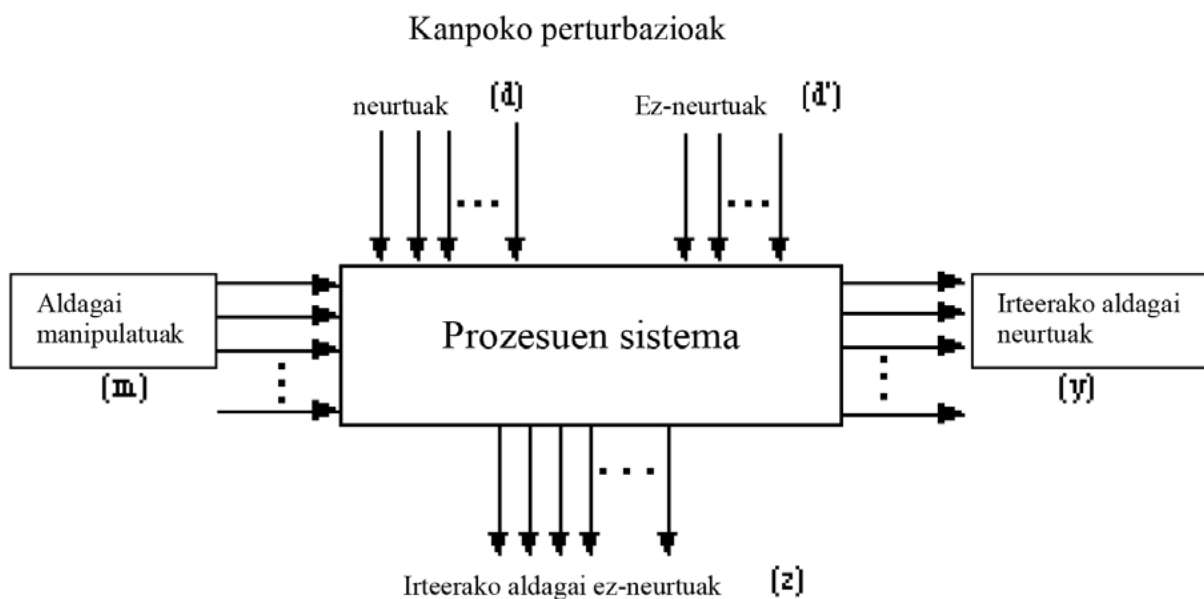 Kanpoko perturbazioak
neurtuak (d)
Ez-neurtuak (d')
Aldagai
manipulatuak
(m)
Prozesuen sistema
Irteerako aldagai
neurtuak
(y)
Irteerako aldagai ez-neurtuak (z)